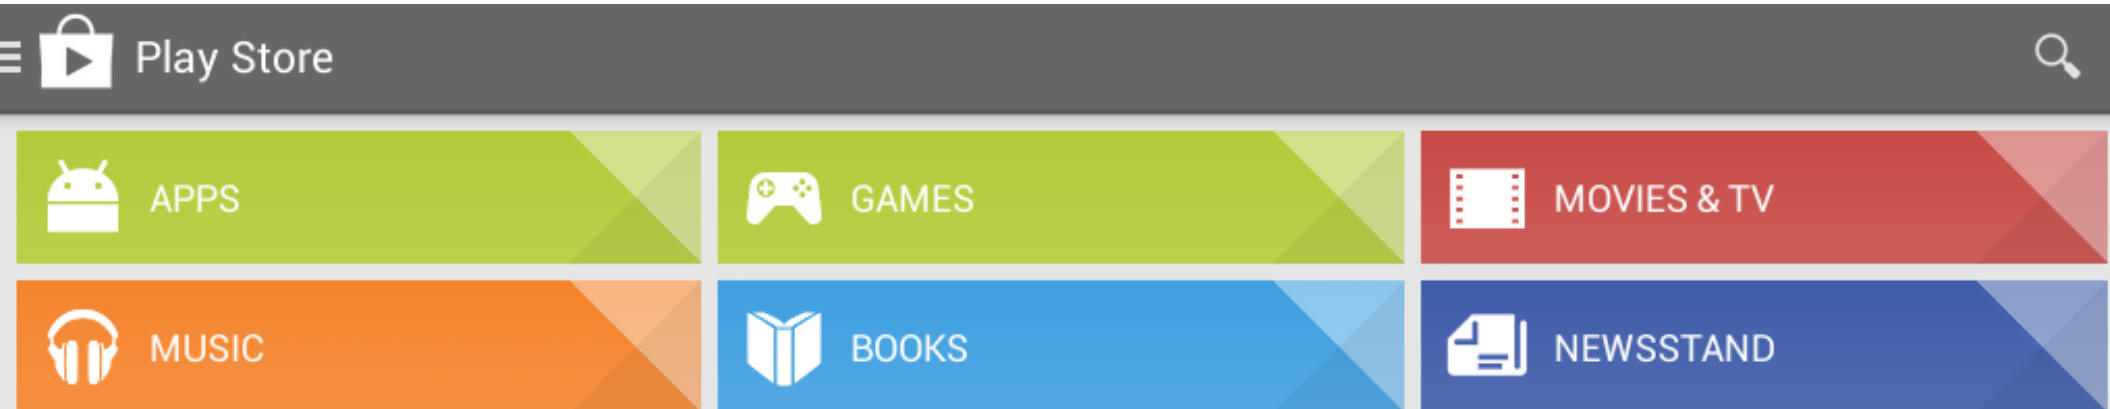 Play Store
APPS
GAMES
MOVIES & TV
MUSIC
BOOKS
NEWSSTAND